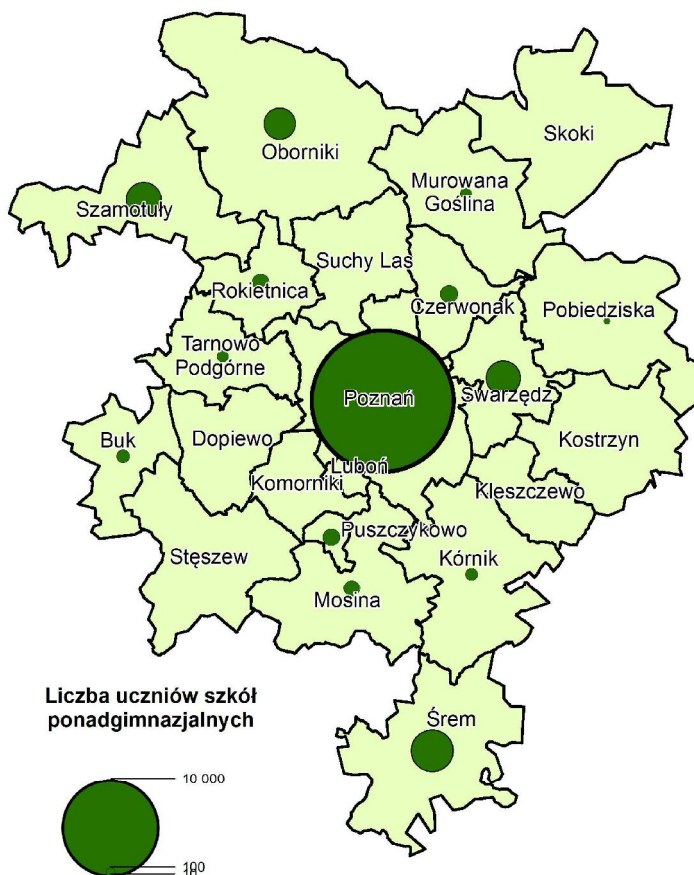 Skoki
Oborniki
Murowana
Goślina
Szamotuły
Suchy Las
Rokietnica
Czerwonak
Pobiedziska
Tarnowo
Podgórne
Poznań
Swarzędz
Buk
Dopiewo
Kostrzyn
Luboń
Komorniki
Kleszczewo
Puszczykowo
Stęszew
Kórnik
Mosina
Liczba uczniów szkół
ponadgimnazjalnych
Śrem
10 000
100